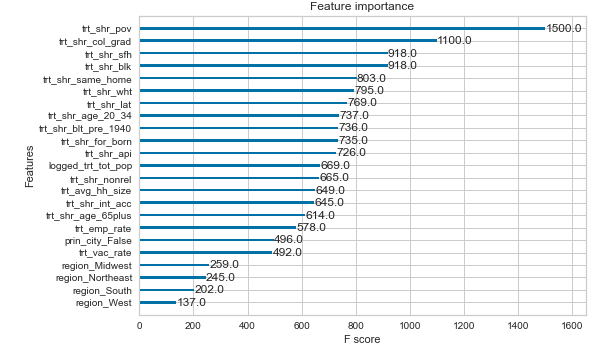 Feature importance
trt_shr_pov 1500.0
trt_shr_col_grad 1100.0
trt_shr_sfh 918.0
trt_shr_blk 918.0
trt_shr_same_home 803.0
trt_shr_wht 795.0
trt_shr_lat 769.0
trt_shr_age_20_34 737.0
trt_shr_blt_pre_1940 736.0
trt_shr_for_born 735.0
trt_shr_api 726.0
logged_trt_tot_pop 669.0
trt_shr_nonrel 665.0
trt_avg_hh_size 649.0
trt_shr_int_acc 645.0
trt_shr_age_65plus 614.0
trt_emp_rate 578.0
prin_city_False 496.0
trt_vac_rate 492.0
region_Midwest 259.0
region_Northeast 245.0
region_South 202.0
region_West 137.0
Features
0 200 400 600 800 1000 1200 1400 1600
F score